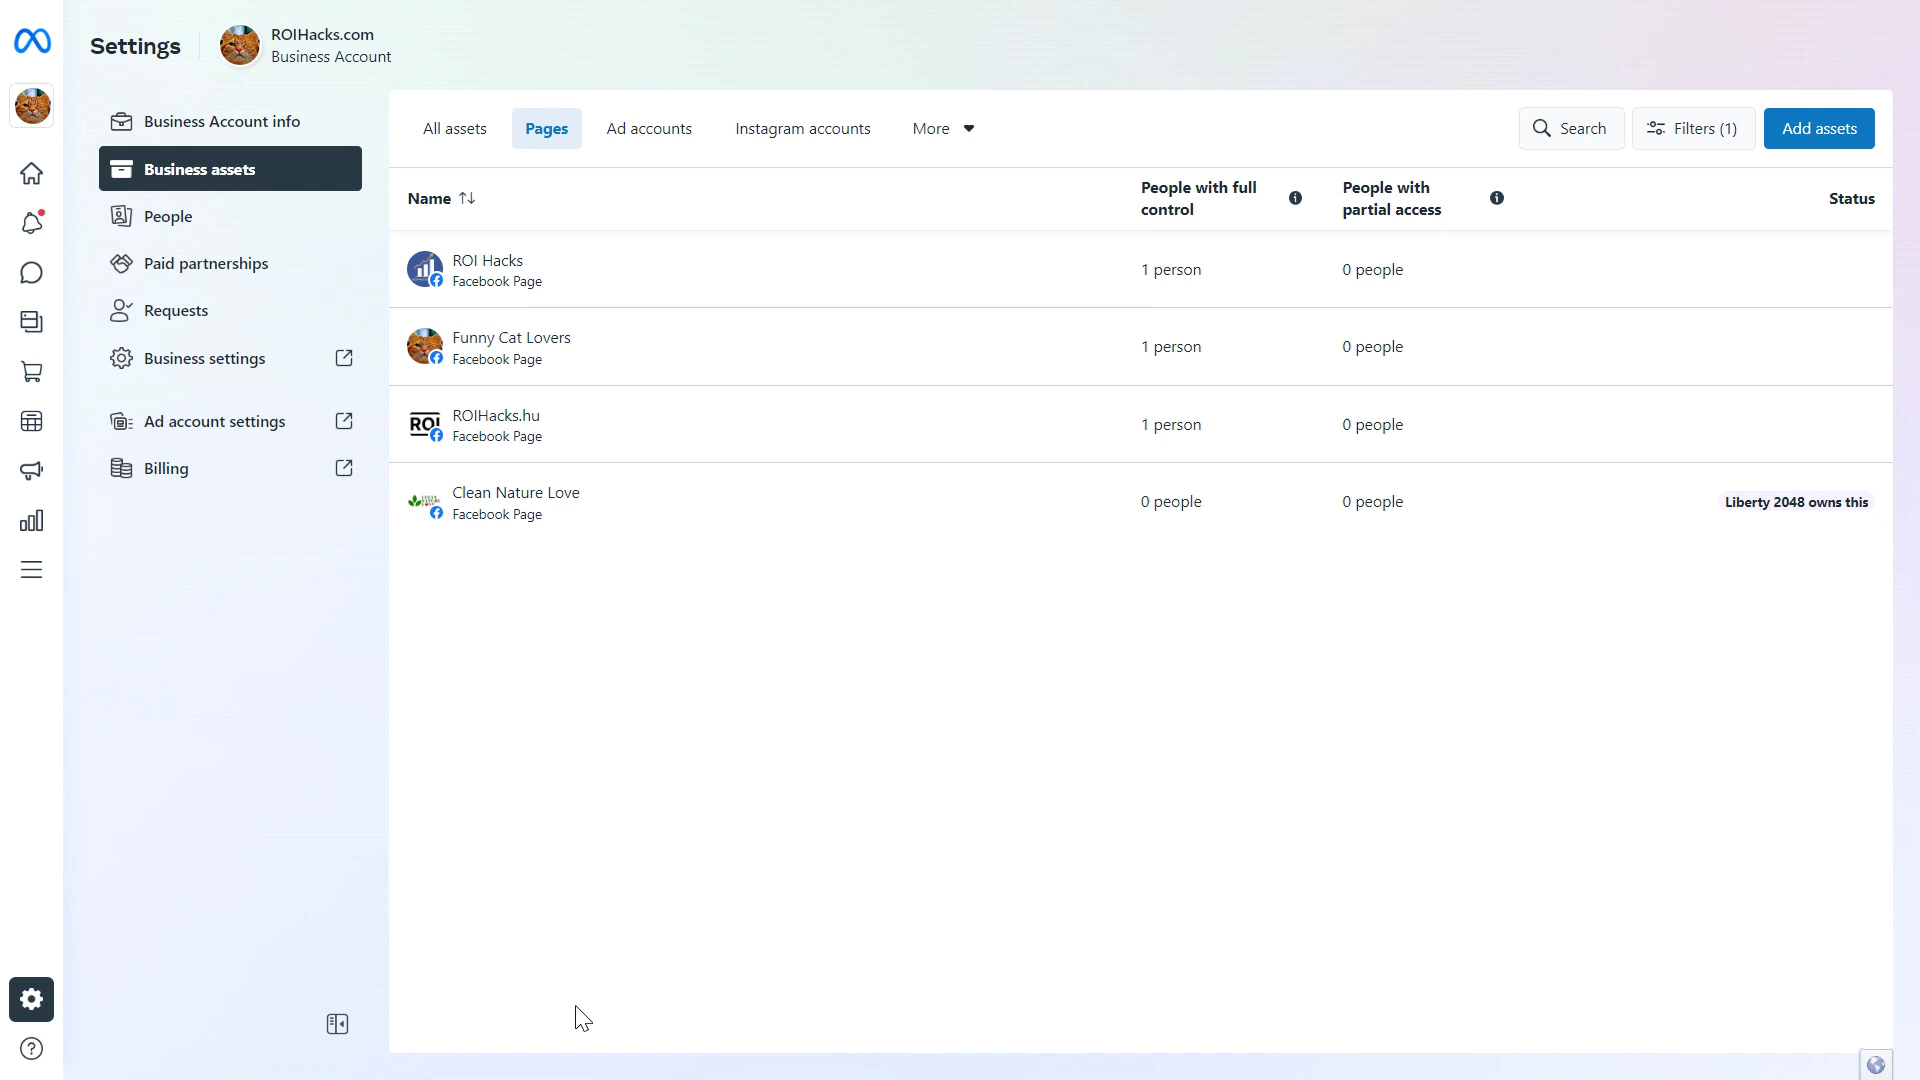 Settings
ROIHacks.com
Business Account
Business Account info
Business assets
People
Paid partnerships
Requests
Business settings
Ad account settings
Billing
All assets
Pages
Ad accounts
Instagram accounts
More
Search
Filters (1)
Add assets
Name
People with full
control
People with
partial access
Status
ROI Hacks
Facebook Page
1 person
0 people
Funny Cat Lovers
Facebook Page
1 person
0 people
ROI
ROIHacks.hu
Facebook Page
1 person
0 people
Clean Nature Love
Facebook Page
0 people
0 people
Liberty 2048 owns this